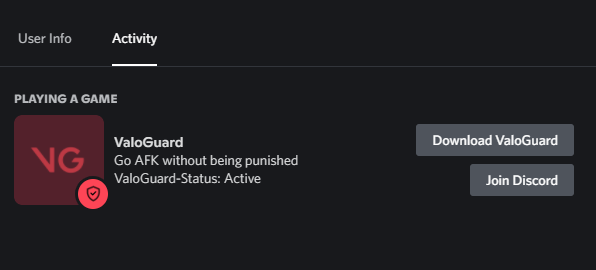 User Info Activity
PLAYING A GAME
VG
ValoGuard
Go AFK without being punished
ValoGuard-Status: Active
Download ValoGuard
Join Discord